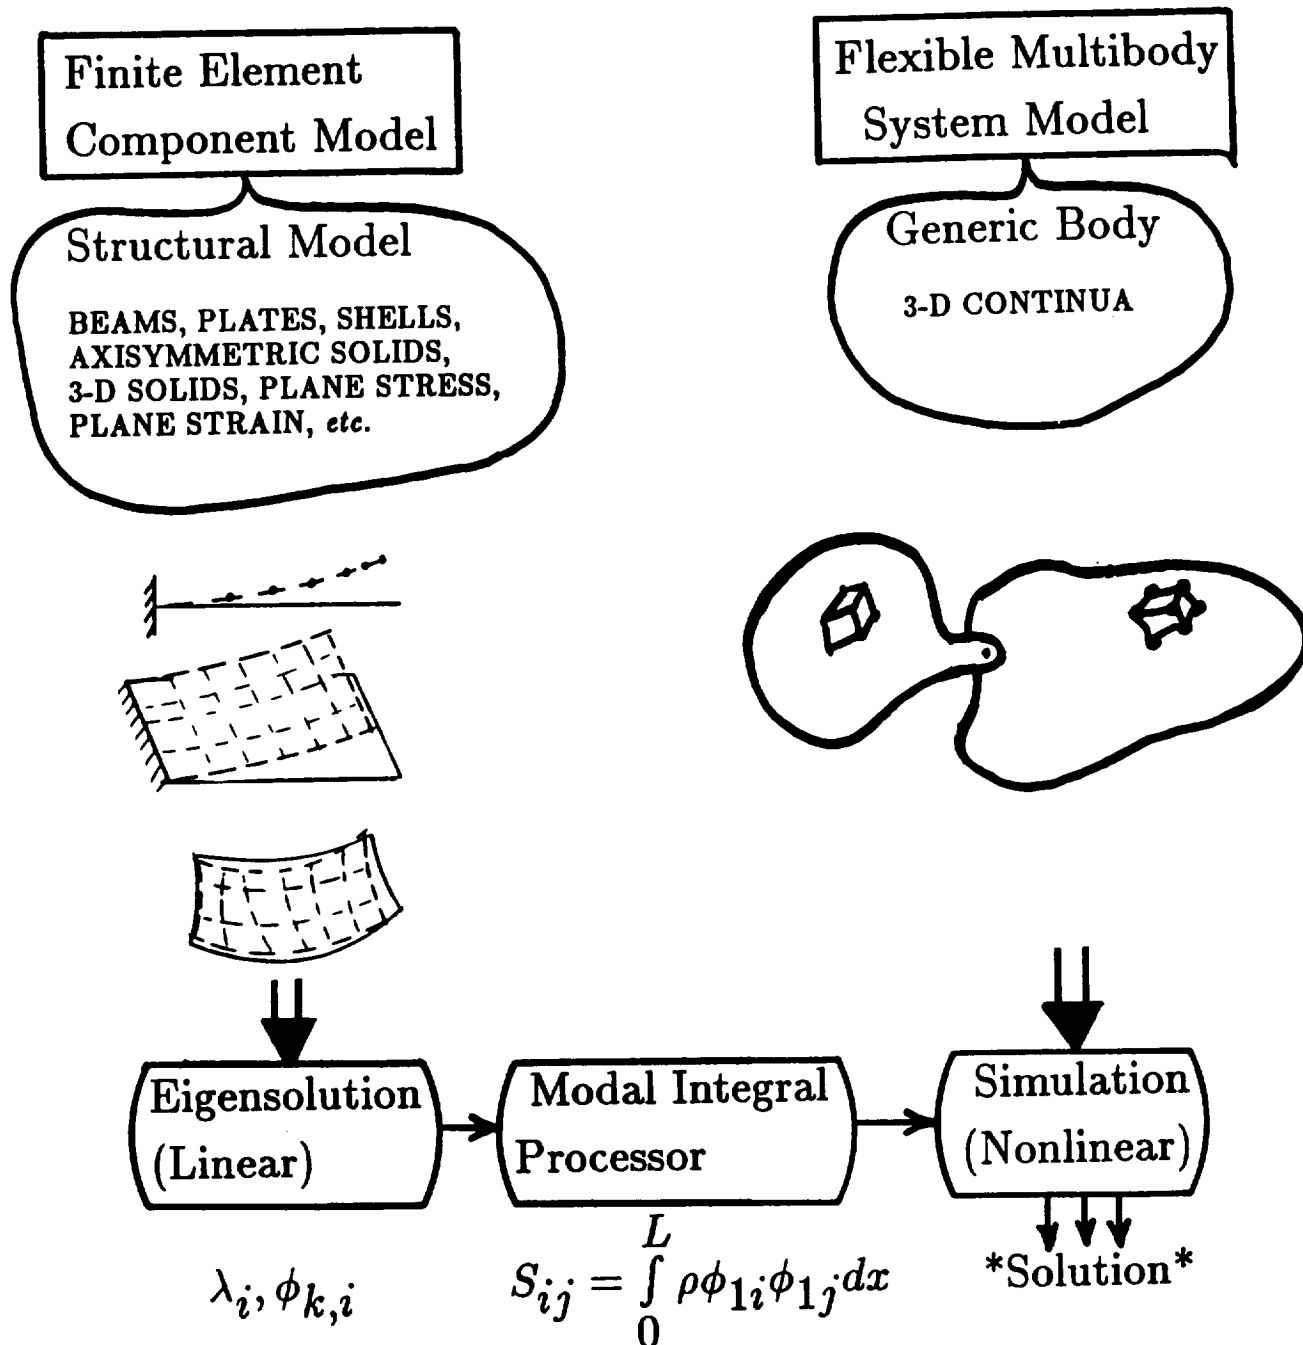 Finite Element
Component Model
Structural Model
BEAMS, PLATES, SHELLS,
AXISYMMETRIC SOLIDS,
3-D SOLIDS, PLANE STRESS,
PLANE STRAIN, etc.
Flexible Multibody
System Model
Generic Body
3-D CONTINUA
Eigensolution
(Linear)
Modal Integral
Processor
Simulation
(Nonlinear)
λ_i, φ_{k,i}
S_{ij} = ∫_0^L ρφ_{1i}φ_{1j}dx
*Solution*